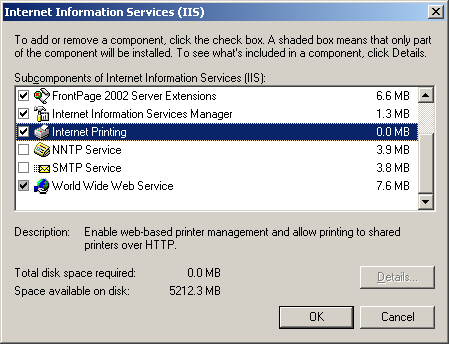 Internet Information Services (IIS)
To add or remove a component, click the check box. A shaded box means that only part
of the component will be installed. To see what's included in a component, click Details.
Subcomponents of Internet Information Services (IIS):
FrontPage 2002 Server Extensions 6.6 MB
Internet Information Services Manager 1.3 MB
Internet Printing 0.0 MB
NNTP Service 3.9 MB
SMTP Service 3.8 MB
World Wide Web Service 7.6 MB
Description: Enable web-based printer management and allow printing to shared
printers over HTTP.
Total disk space required: 0.0 MB
Space available on disk: 5212.3 MB
Details...
OK Cancel